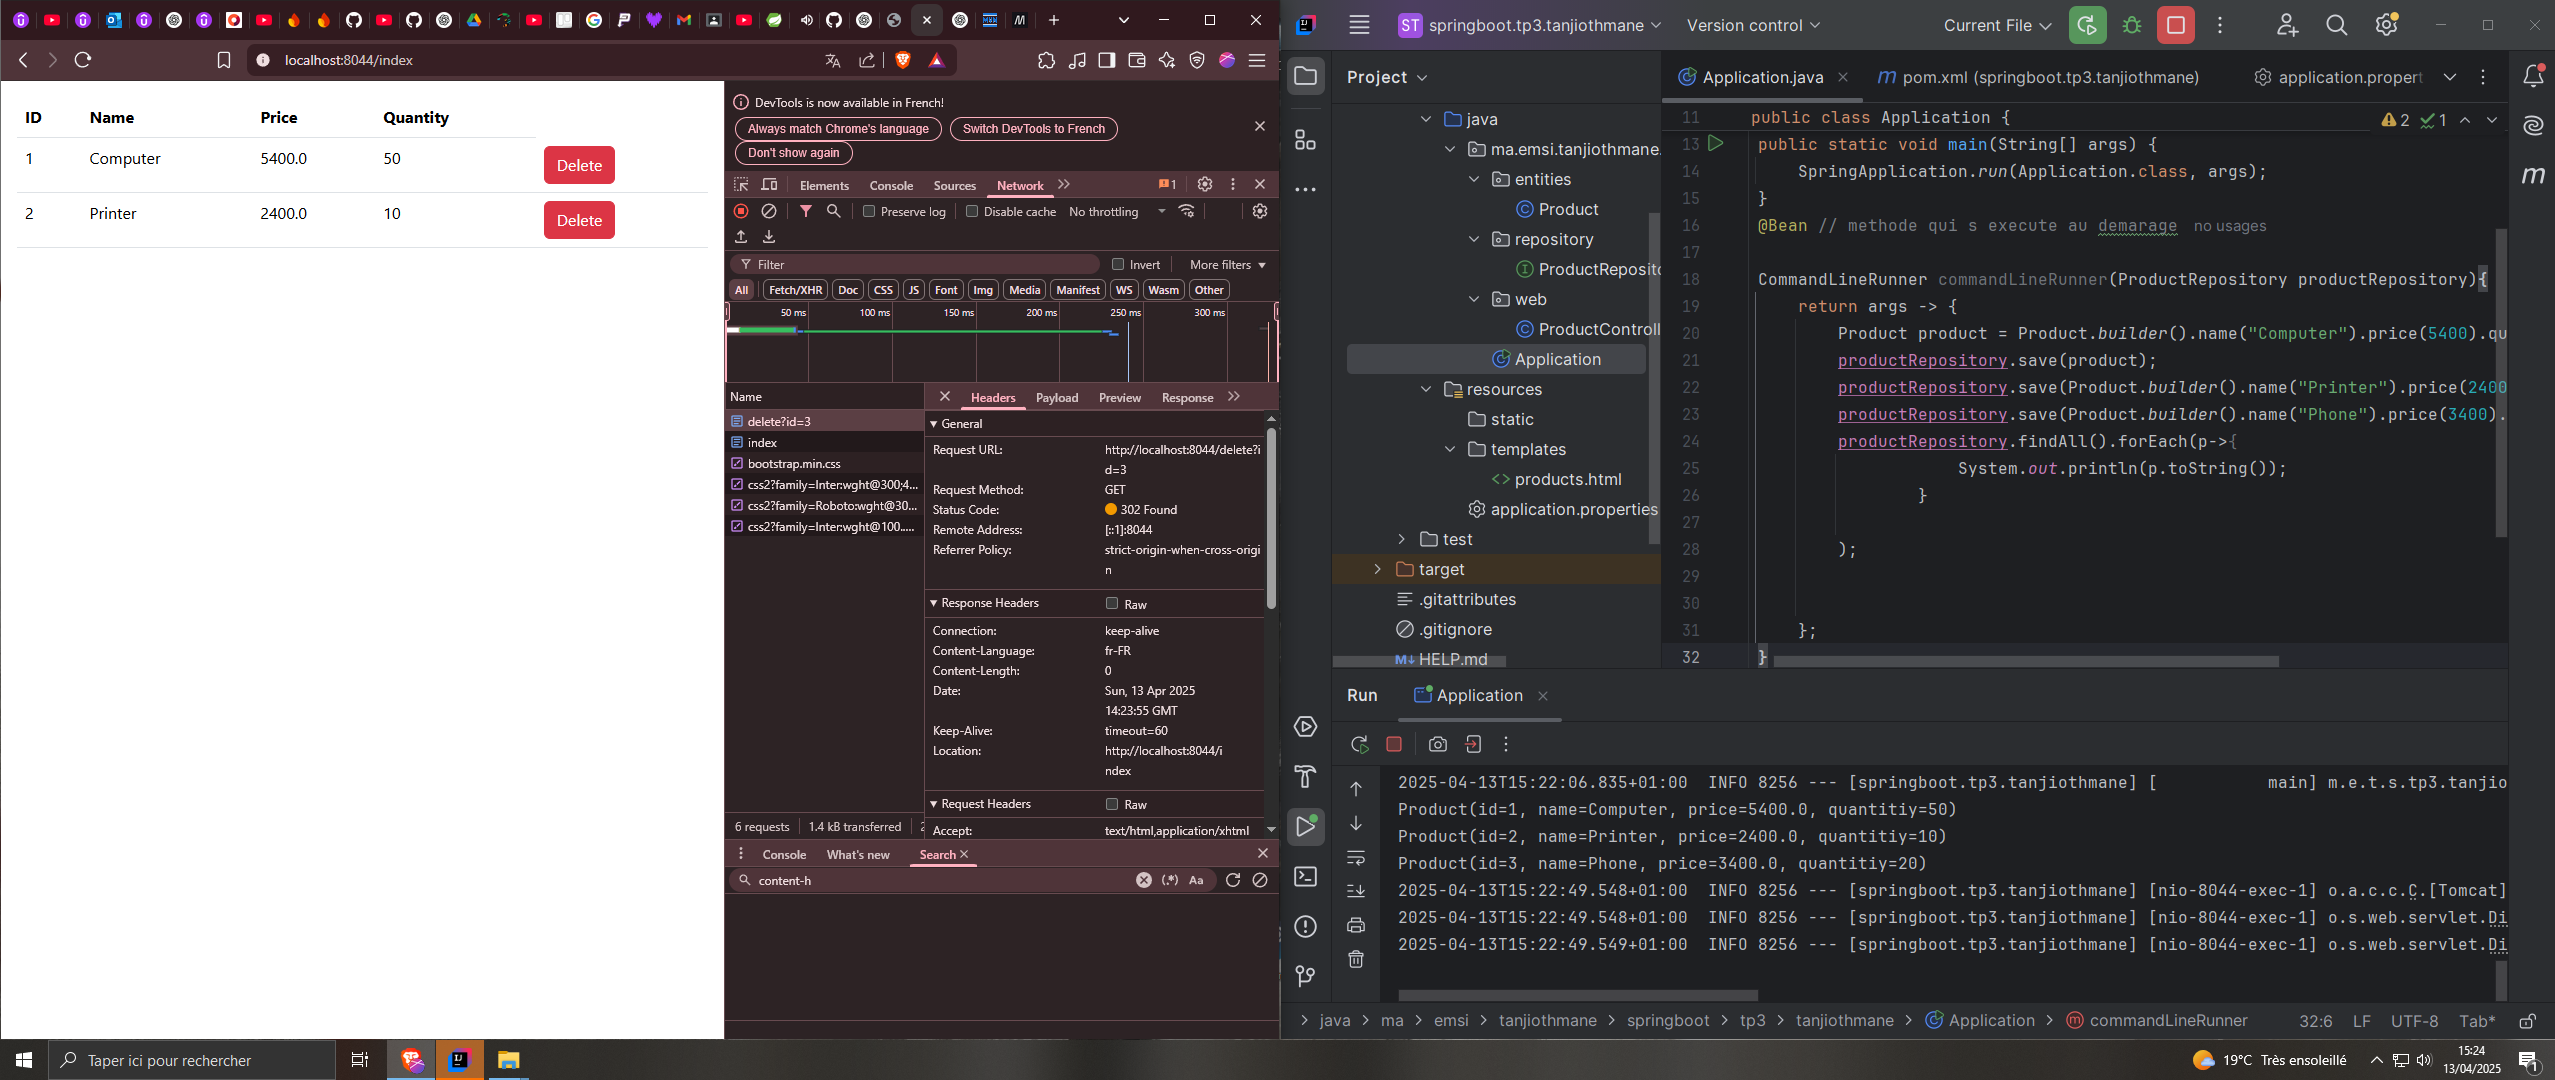 localhost:8044/index
ID Name Price Quantity
1 Computer 5400.0 50 Delete
2 Printer 2400.0 10 Delete
DevTools is now available in French!
Always match Chrome's language Switch DevTools to French
Don't show again
Elements Console Sources Network 1
Preserve log Disable cache No throttling
Filter Invert More filters
All Fetch/XHR Doc CSS JS Font Img Media Manifest WS Wasm Other
50 ms 100 ms 150 ms 200 ms 250 ms 300 ms
Name
delete?id=3
index
bootstrap.min.css
css2?family=Inter:wght@300;4...
css2?family=Roboto:wght@30...
css2?family=Inter:wght@100.....
Headers Payload Preview Response
General
Request URL: http://localhost:8044/delete?i
d=3
Request Method: GET
Status Code: 302 Found
Remote Address: [::1]:8044
Referrer Policy: strict-origin-when-cross-origi
n
Response Headers Raw
Connection: keep-alive
Content-Language: fr-FR
Content-Length: 0
Date: Sun, 13 Apr 2025
14:23:55 GMT
Keep-Alive: timeout=60
Location: http://localhost:8044/i
ndex
Request Headers Raw
Accept: text/html,application/xhtml
6 requests 1.4 kB transferred 2
Console What's new Search
content-h
Aa
ST springboot.tp3.tanjiothmane Version control Current File
Project
java
ma.emsi.tanjiothmane.
entities
Product
repository
ProductReposito
web
ProductControll
Application
resources
static
templates
products.html
application.properties
test
target
.gitattributes
.gitignore
HELP.md
Application.java pom.xml (springboot.tp3.tanjiothmane) application.propert
2 1
11 public class Application {
13 public static void main(String[] args) {
14 SpringApplication.run(Application.class, args);
15 }
16 @Bean // methode qui s execute au demarage no usages
17
18 CommandLineRunner commandLineRunner(ProductRepository productRepository){
19 return args -> {
20 Product product = Product.builder().name("Computer").price(5400).qu
21 productRepository.save(product);
22 productRepository.save(Product.builder().name("Printer").price(2400
23 productRepository.save(Product.builder().name("Phone").price(3400).
24 productRepository.findAll().forEach(p->{
25 System.out.println(p.toString());
26 }
27
28 );
29
30
31 };
32 }
Run Application
2025-04-13T15:22:06.835+01:00 INFO 8256 --- [springboot.tp3.tanjiothmane] [ main] m.e.t.s.tp3.tanjio
Product(id=1, name=Computer, price=5400.0, quantitiy=50)
Product(id=2, name=Printer, price=2400.0, quantitiy=10)
Product(id=3, name=Phone, price=3400.0, quantitiy=20)
2025-04-13T15:22:49.548+01:00 INFO 8256 --- [springboot.tp3.tanjiothmane] [nio-8044-exec-1] o.a.c.c.C.[Tomcat]
2025-04-13T15:22:49.548+01:00 INFO 8256 --- [springboot.tp3.tanjiothmane] [nio-8044-exec-1] o.s.web.servlet.Di
2025-04-13T15:22:49.549+01:00 INFO 8256 --- [springboot.tp3.tanjiothmane] [nio-8044-exec-1] o.s.web.servlet.Di
java > ma > emsi > tanjiothmane > springboot > tp3 > tanjiothmane > Application > commandLineRunner 32:6 LF UTF-8 Tab*
Taper ici pour rechercher
19°C Très ensoleillé
15:24
13/04/2025
1